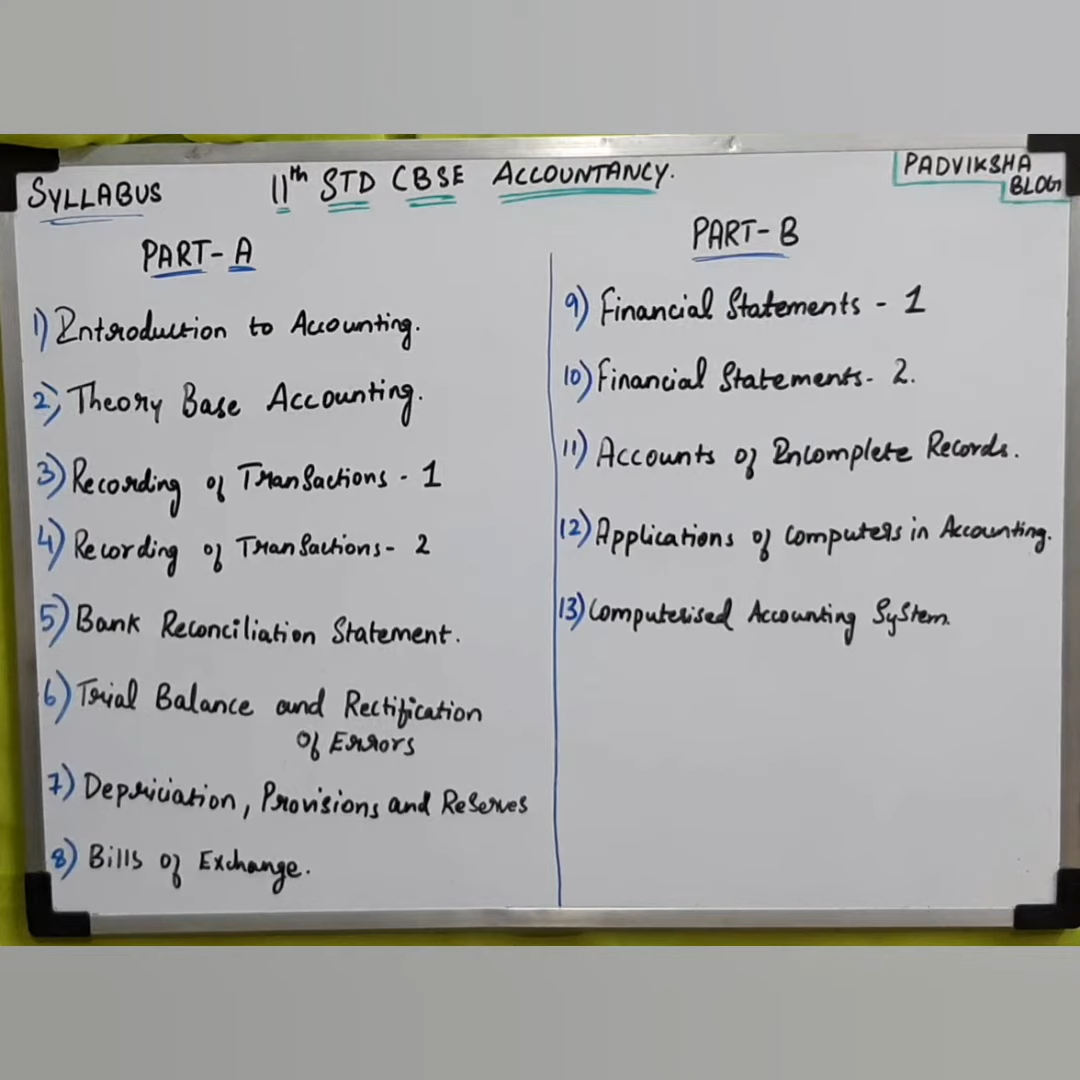 SYLLABUS
11th STD CBSE ACCOUNTANCY.
PADVIKSHA
BLOG
PART-A
1) Introduction to Accounting.
2) Theory Base Accounting.
3) Recording of Transactions - 1
4) Recording of Transactions - 2
5) Bank Reconciliation Statement.
6) Trial Balance and Rectification
of Errors
7) Depriciation, Provisions and Reserves
8) Bills of Exchange.
PART-B
9) Financial Statements - 1
10) Financial Statements - 2.
11) Accounts of Incomplete Records.
12) Applications of Computers in Accounting.
13) Computerised Accounting System.